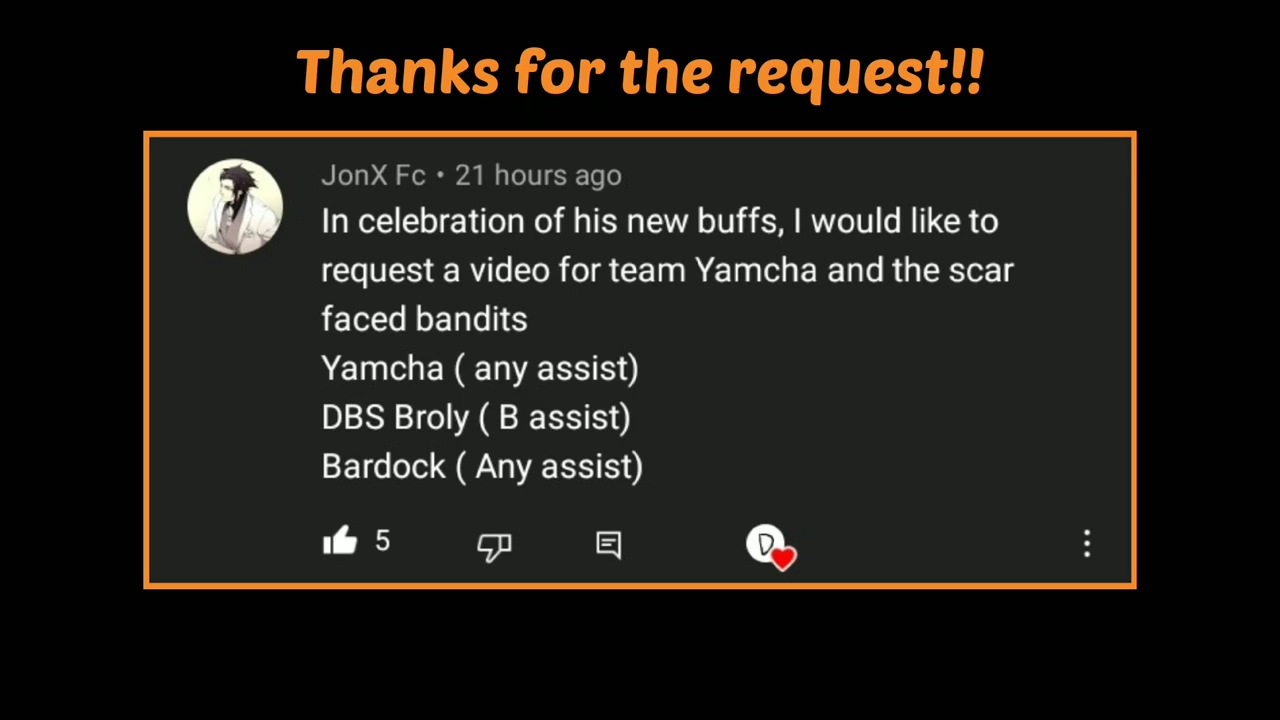 Thanks for the request!!
JonX Fc • 21 hours ago
In celebration of his new buffs, I would like to
request a video for team Yamcha and the scar
faced bandits
Yamcha ( any assist)
DBS Broly ( B assist)
Bardock ( Any assist)
5
D